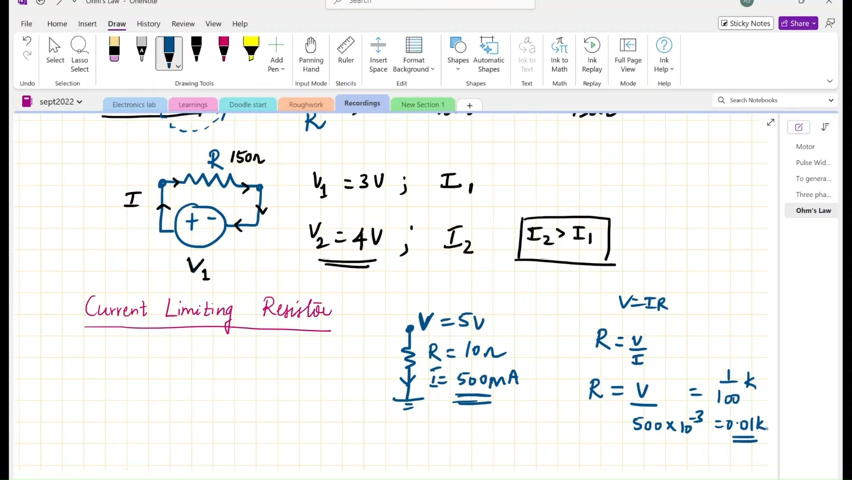 Ohm's Law - OneNote
Search
File Home Insert Draw History Review View Help
Sticky Notes Share
Undo
Select
Lasso Select
Add Pen
Panning Hand
Ruler
Insert Space
Format Background
Shapes
Automatic Shapes
Ink to Text
Ink to Math
Ink Replay
Full Page View
Ink Help
Undo Selection Drawing Tools Input Mode Stencils Edit Shapes Convert Math Replay View Help
sept2022 Electronics lab Learnings Doodle start Roughwork Recordings New Section 1 +
Search Notebooks
Motor
Pulse Wid...
To genera...
Three pha...
Ohm's Law
R
R 150Ω
I
+ -
V1
V1 = 3V ; I1
V2 = 4V ; I2
I2 > I1
Current Limiting Resistor
V = 5V
R = 10Ω
I = 500mA
V=IR
R = V/I
R = V/500×10⁻³ = 1/100 k
= 0.01k